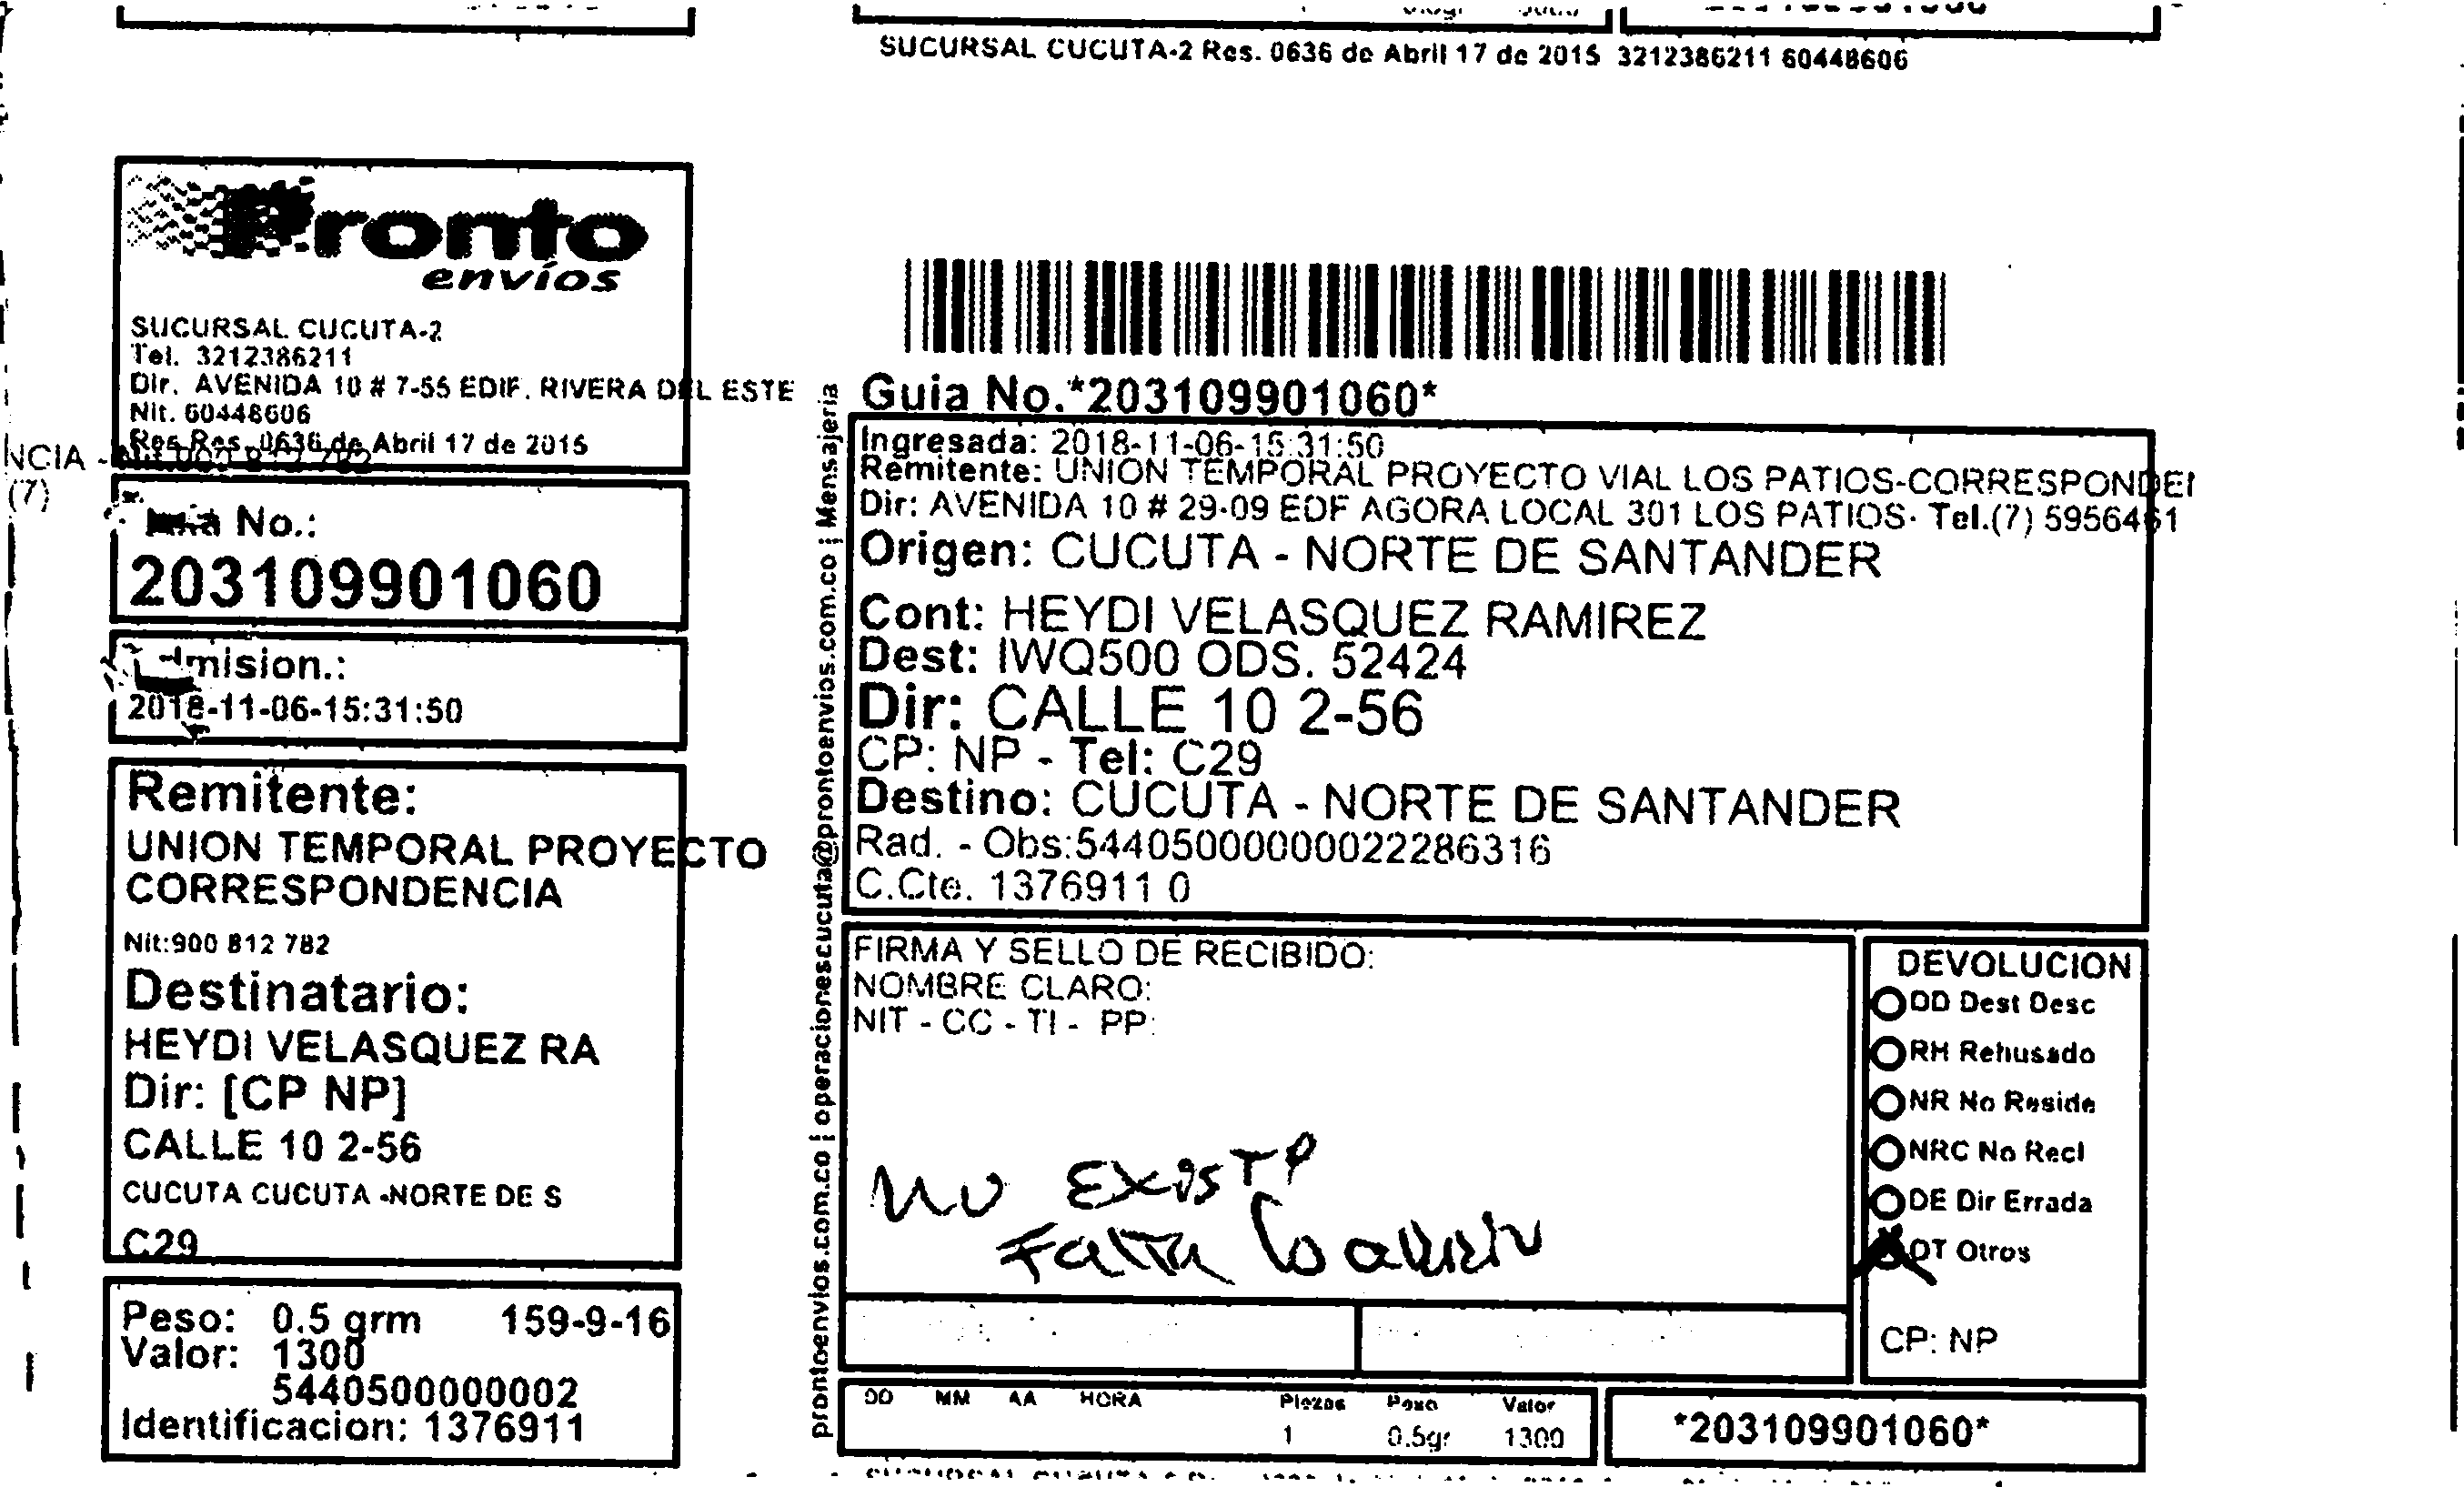 SUCURSAL CUCUTA-2 Res. 0636 de Abril 17 de 2015 3212386211 60448606
Pronto
envíos
SUCURSAL CUCUTA-2
Tel. 3212386211
Dir. AVENIDA 10 # 7-55 EDIF. RIVERA DEL ESTE
Nit. 60448606
Res Res. 0636 de Abril 17 de 2015
NCIA -
(7)
No.:
203109901060
2018-11-06-15:31:50
Remitente:
UNION TEMPORAL PROYECTO
CORRESPONDENCIA
Nit:900 812 782
Destinatario:
HEYDI VELASQUEZ RA
Dir: [CP NP]
CALLE 10 2-56
CUCUTA CUCUTA -NORTE DE S
C29
Peso: 0.5 grm 159-9-16
Valor: 1300
5440500000002
Identificacion: 1376911
prontoenvios.com.co | operacionescucuta@prontoenvios.com.co | Mensajeria
Guia No.*203109901060*
Ingresada: 2018-11-06-15:31:50
Remitente: UNION TEMPORAL PROYECTO VIAL LOS PATIOS-CORRESPONDEN
Dir: AVENIDA 10 # 29-09 EDF AGORA LOCAL 301 LOS PATIOS- Tel.(7) 5956461
Origen: CUCUTA - NORTE DE SANTANDER
Cont: HEYDI VELASQUEZ RAMIREZ
Dest: IWQ500 ODS. 52424
Dir: CALLE 10 2-56
CP: NP - Tel: C29
Destino: CUCUTA - NORTE DE SANTANDER
Rad. - Obs:544050000000022286316
C.Cte. 1376911 0
FIRMA Y SELLO DE RECIBIDO:
NOMBRE CLARO:
NIT - CC - TI - PP:
No Existe
Falta
DEVOLUCION
DD Dest Desc
RH Rehusado
NR No Reside
NRC No Recl
DE Dir Errada
OT Otros
CP: NP
DD MM AA HORA Piezas Peso Valor
1 0.5gr 1300
*203109901060*